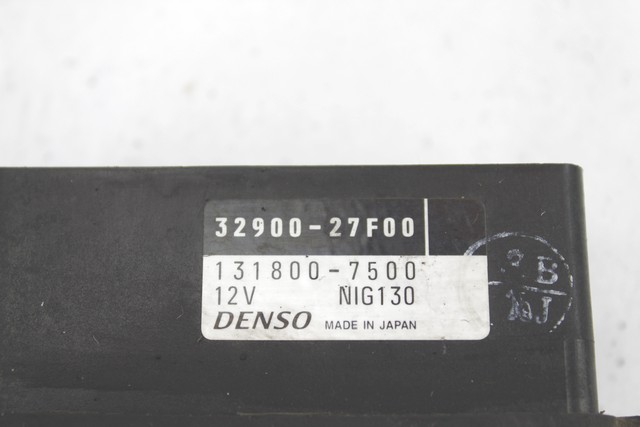 32900-27F00
131800-7500
12V NIG130
DENSO MADE IN JAPAN
B